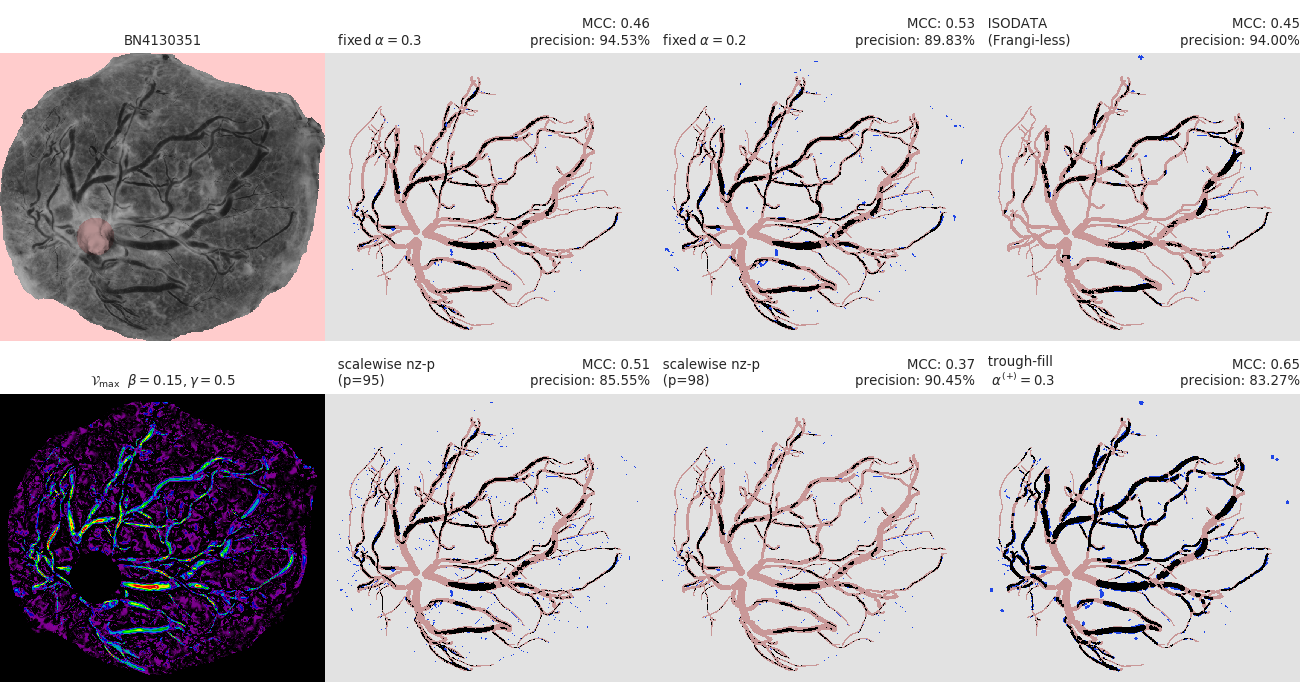 BN4130351
fixed α = 0.3
MCC: 0.46
precision: 94.53%
fixed α = 0.2
MCC: 0.53
precision: 89.83%
ISODATA
(Frangi-less)
MCC: 0.45
precision: 94.00%
𝒱max β = 0.15, γ = 0.5
scalewise nz-p
(p=95)
MCC: 0.51
precision: 85.55%
scalewise nz-p
(p=98)
MCC: 0.37
precision: 90.45%
trough-fill
α(+) = 0.3
MCC: 0.65
precision: 83.27%